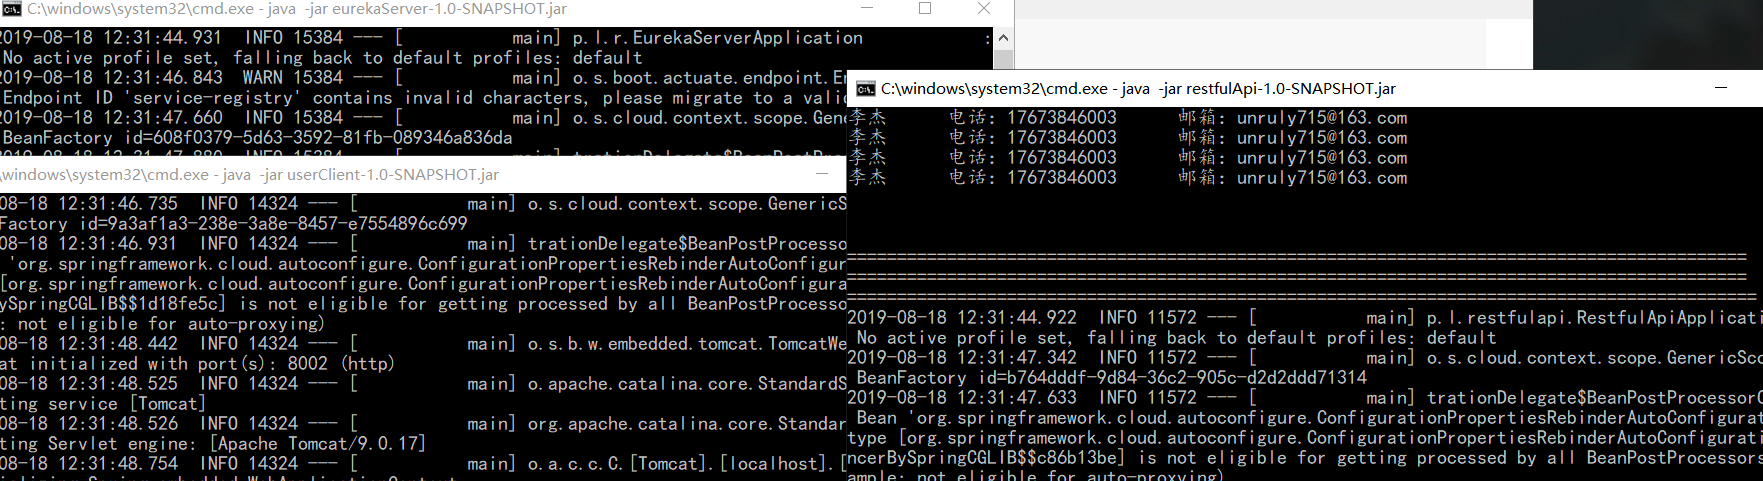 C:\windows\system32\cmd.exe - java  -jar eurekaServer-1.0-SNAPSHOT.jar
2019-08-18 12:31:44.931  INFO 15384 --- [           main] p.l.r.EurekaServerApplication            :
No active profile set, falling back to default profiles: default
2019-08-18 12:31:46.843  WARN 15384 --- [           main] o.s.boot.actuate.endpoint.En
Endpoint ID 'service-registry' contains invalid characters, please migrate to a valid
2019-08-18 12:31:47.660  INFO 15384 --- [           main] o.s.cloud.context.scope.Gene
BeanFactory id=608f0379-5d63-3592-81fb-089346a836da
2019-08-18 12:31:47.880  INFO 15384 --- [           main] trationDelegate$BeanPostPro
\windows\system32\cmd.exe - java  -jar userClient-1.0-SNAPSHOT.jar
08-18 12:31:46.735  INFO 14324 --- [           main] o.s.cloud.context.scope.GenericS
Factory id=9a3af1a3-238e-3a8e-8457-e7554896c699
08-18 12:31:46.931  INFO 14324 --- [           main] trationDelegate$BeanPostProcesso
'org.springframework.cloud.autoconfigure.ConfigurationPropertiesRebinderAutoConfigur
[org.springframework.cloud.autoconfigure.ConfigurationPropertiesRebinderAutoConfigura
ySpringCGLIB$$1d18fe5c] is not eligible for getting processed by all BeanPostProcesso
: not eligible for auto-proxying)
08-18 12:31:48.442  INFO 14324 --- [           main] o.s.b.w.embedded.tomcat.TomcatWe
at initialized with port(s): 8002 (http)
08-18 12:31:48.525  INFO 14324 --- [           main] o.apache.catalina.core.StandardS
ting service [Tomcat]
08-18 12:31:48.526  INFO 14324 --- [           main] org.apache.catalina.core.Standar
ting Servlet engine: [Apache Tomcat/9.0.17]
08-18 12:31:48.754  INFO 14324 --- [           main] o.a.c.c.C.[Tomcat].[localhost].[
C:\windows\system32\cmd.exe - java  -jar restfulApi-1.0-SNAPSHOT.jar
李杰      电话: 17673846003      邮箱: unruly715@163.com
李杰      电话: 17673846003      邮箱: unruly715@163.com
李杰      电话: 17673846003      邮箱: unruly715@163.com
李杰      电话: 17673846003      邮箱: unruly715@163.com
==========================================================================================
==========================================================================================
===========================================================================================
2019-08-18 12:31:44.922  INFO 11572 --- [           main] p.l.restfulapi.RestfulApiApplicati
No active profile set, falling back to default profiles: default
2019-08-18 12:31:47.342  INFO 11572 --- [           main] o.s.cloud.context.scope.GenericSco
BeanFactory id=b764dddf-9d84-36c2-905c-d2d2ddd71314
2019-08-18 12:31:47.633  INFO 11572 --- [           main] trationDelegate$BeanPostProcessorC
Bean 'org.springframework.cloud.autoconfigure.ConfigurationPropertiesRebinderAutoConfigurat
type [org.springframework.cloud.autoconfigure.ConfigurationPropertiesRebinderAutoConfigurati
ncerBySpringCGLIB$$c86b13be] is not eligible for getting processed by all BeanPostProcessors
ample: not eligible for auto-proxying)